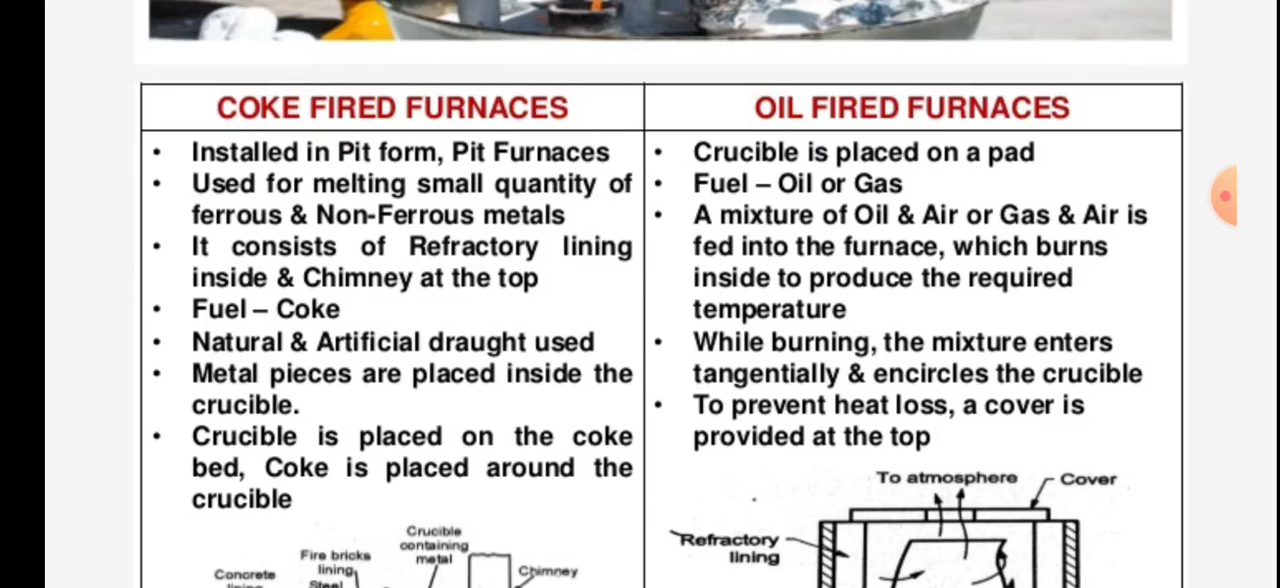 COKE FIRED FURNACES
• Installed in Pit form, Pit Furnaces
• Used for melting small quantity of
ferrous & Non-Ferrous metals
• It consists of Refractory lining
inside & Chimney at the top
• Fuel – Coke
• Natural & Artificial draught used
• Metal pieces are placed inside the
crucible.
• Crucible is placed on the coke
bed, Coke is placed around the
crucible
Crucible
containing
metal
Fire bricks
lining
Chimney
Concrete
lining
Steel
OIL FIRED FURNACES
• Crucible is placed on a pad
• Fuel – Oil or Gas
• A mixture of Oil & Air or Gas & Air is
fed into the furnace, which burns
inside to produce the required
temperature
• While burning, the mixture enters
tangentially & encircles the crucible
• To prevent heat loss, a cover is
provided at the top
To atmosphere
Cover
Refractory
lining